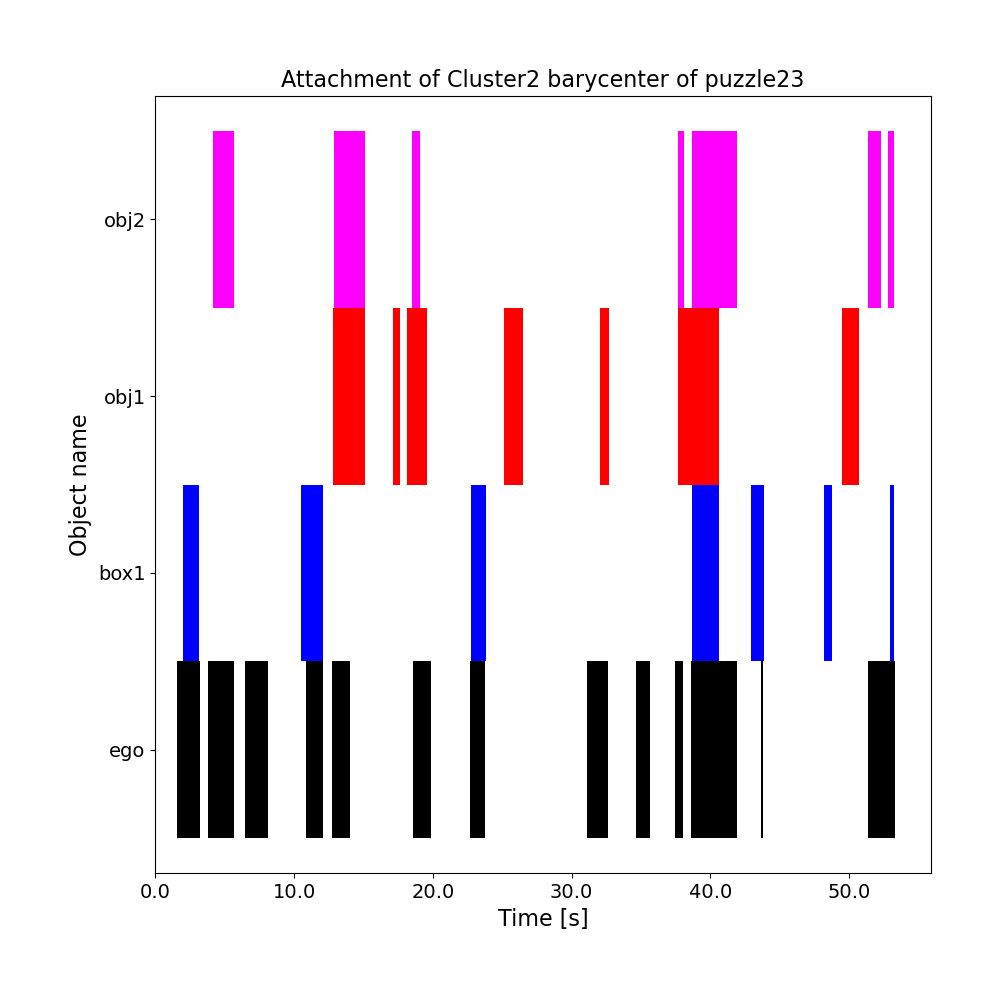 Attachment of Cluster2 barycenter of puzzle23
obj2
obj1
box1
ego
Object name
0.0 10.0 20.0 30.0 40.0 50.0
Time [s]